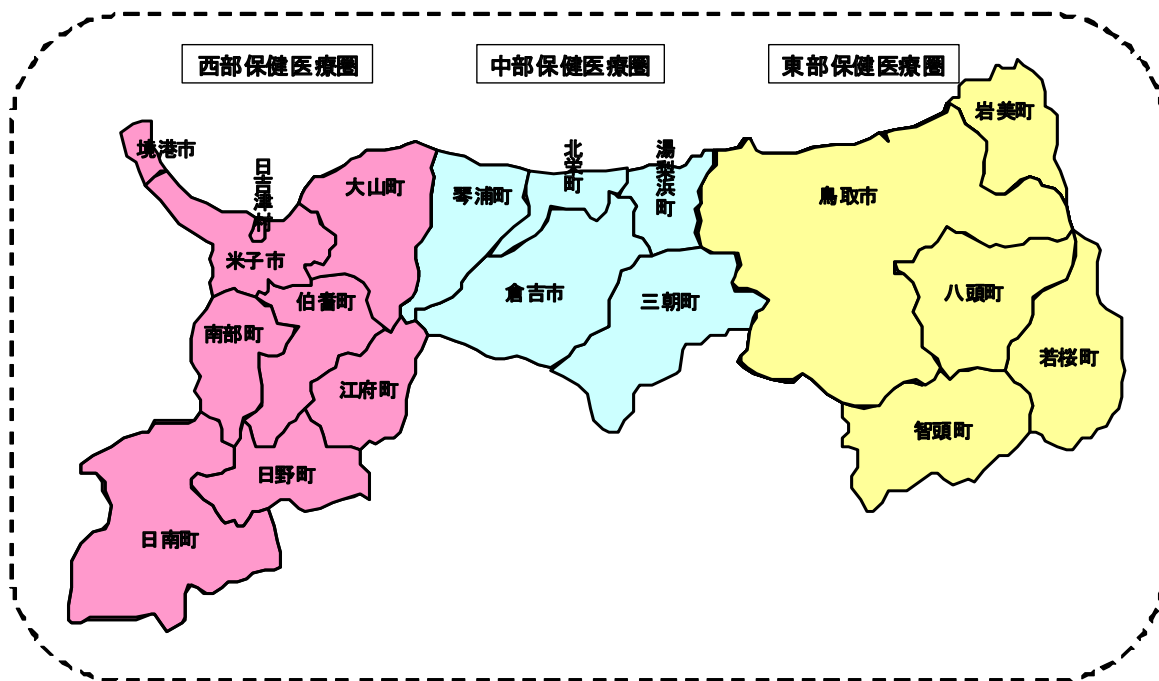 西部保健医療圏
中部保健医療圏
東部保健医療圏
境港市
日吉津村
大山町
米子市
伯耆町
南部町
江府町
日野町
日南町
琴浦町
北栄町
湯梨浜町
倉吉市
三朝町
岩美町
鳥取市
八頭町
若桜町
智頭町